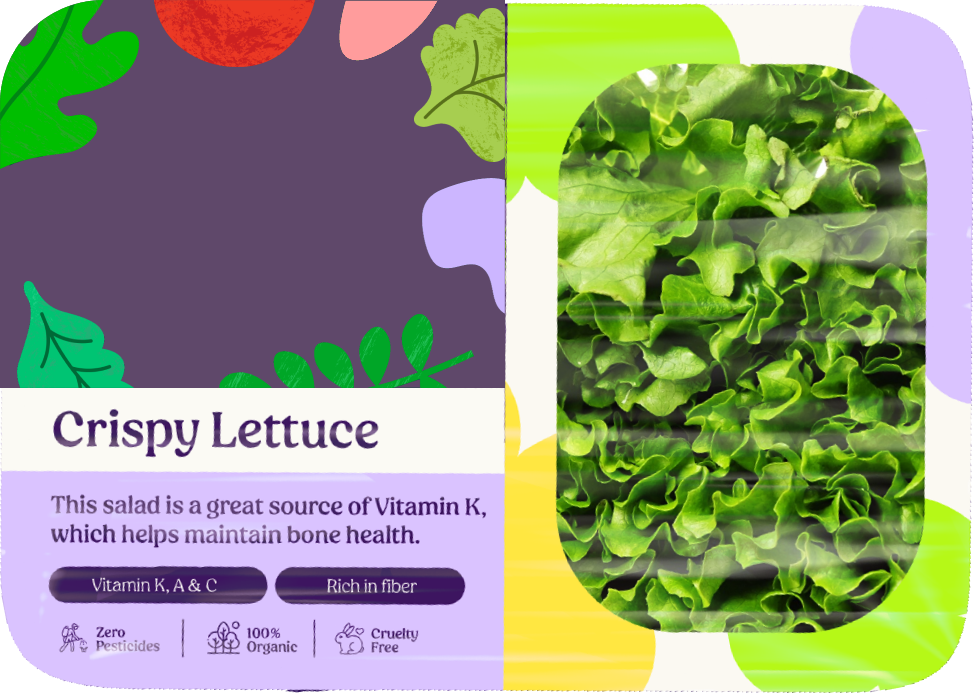 Crispy Lettuce
This salad is a great source of Vitamin K,
which helps maintain bone health.
Vitamin K, A & C
Rich in fiber
Zero
Pesticides
100%
Organic
Cruelty
Free